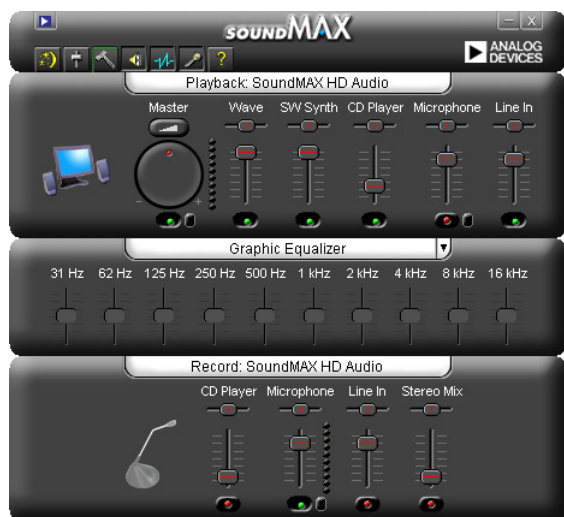 SOUNDMAX
ANALOG
DEVICES
?
Playback: SoundMAX HD Audio
Master Wave SW Synth CD Player Microphone Line In
- +
Graphic Equalizer
31 Hz 62 Hz 125 Hz 250 Hz 500 Hz 1 kHz 2 kHz 4 kHz 8 kHz 16 kHz
Record: SoundMAX HD Audio
CD Player Microphone Line In Stereo Mix